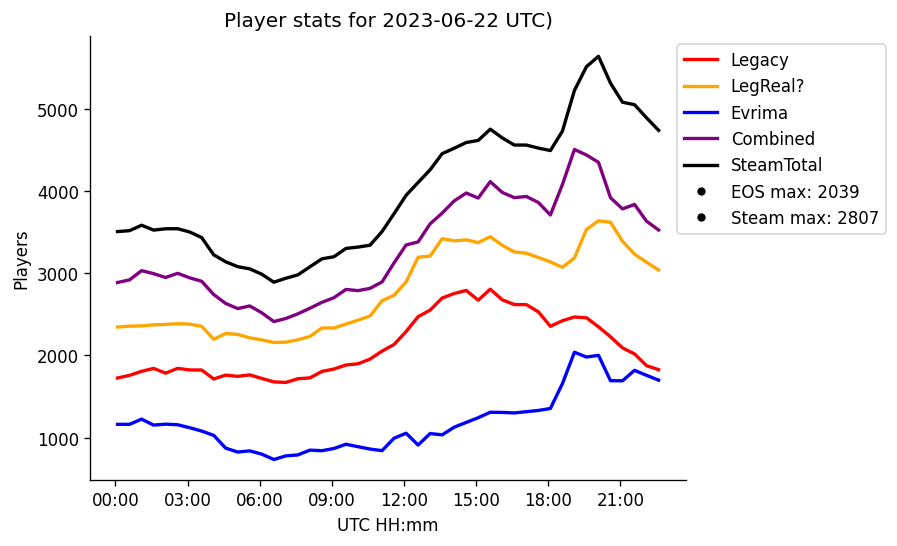 Player stats for 2023-06-22 UTC)
Legacy
LegReal?
Evrima
Combined
SteamTotal
EOS max: 2039
Steam max: 2807
Players
5000
4000
3000
2000
1000
00:00 03:00 06:00 09:00 12:00 15:00 18:00 21:00
UTC HH:mm